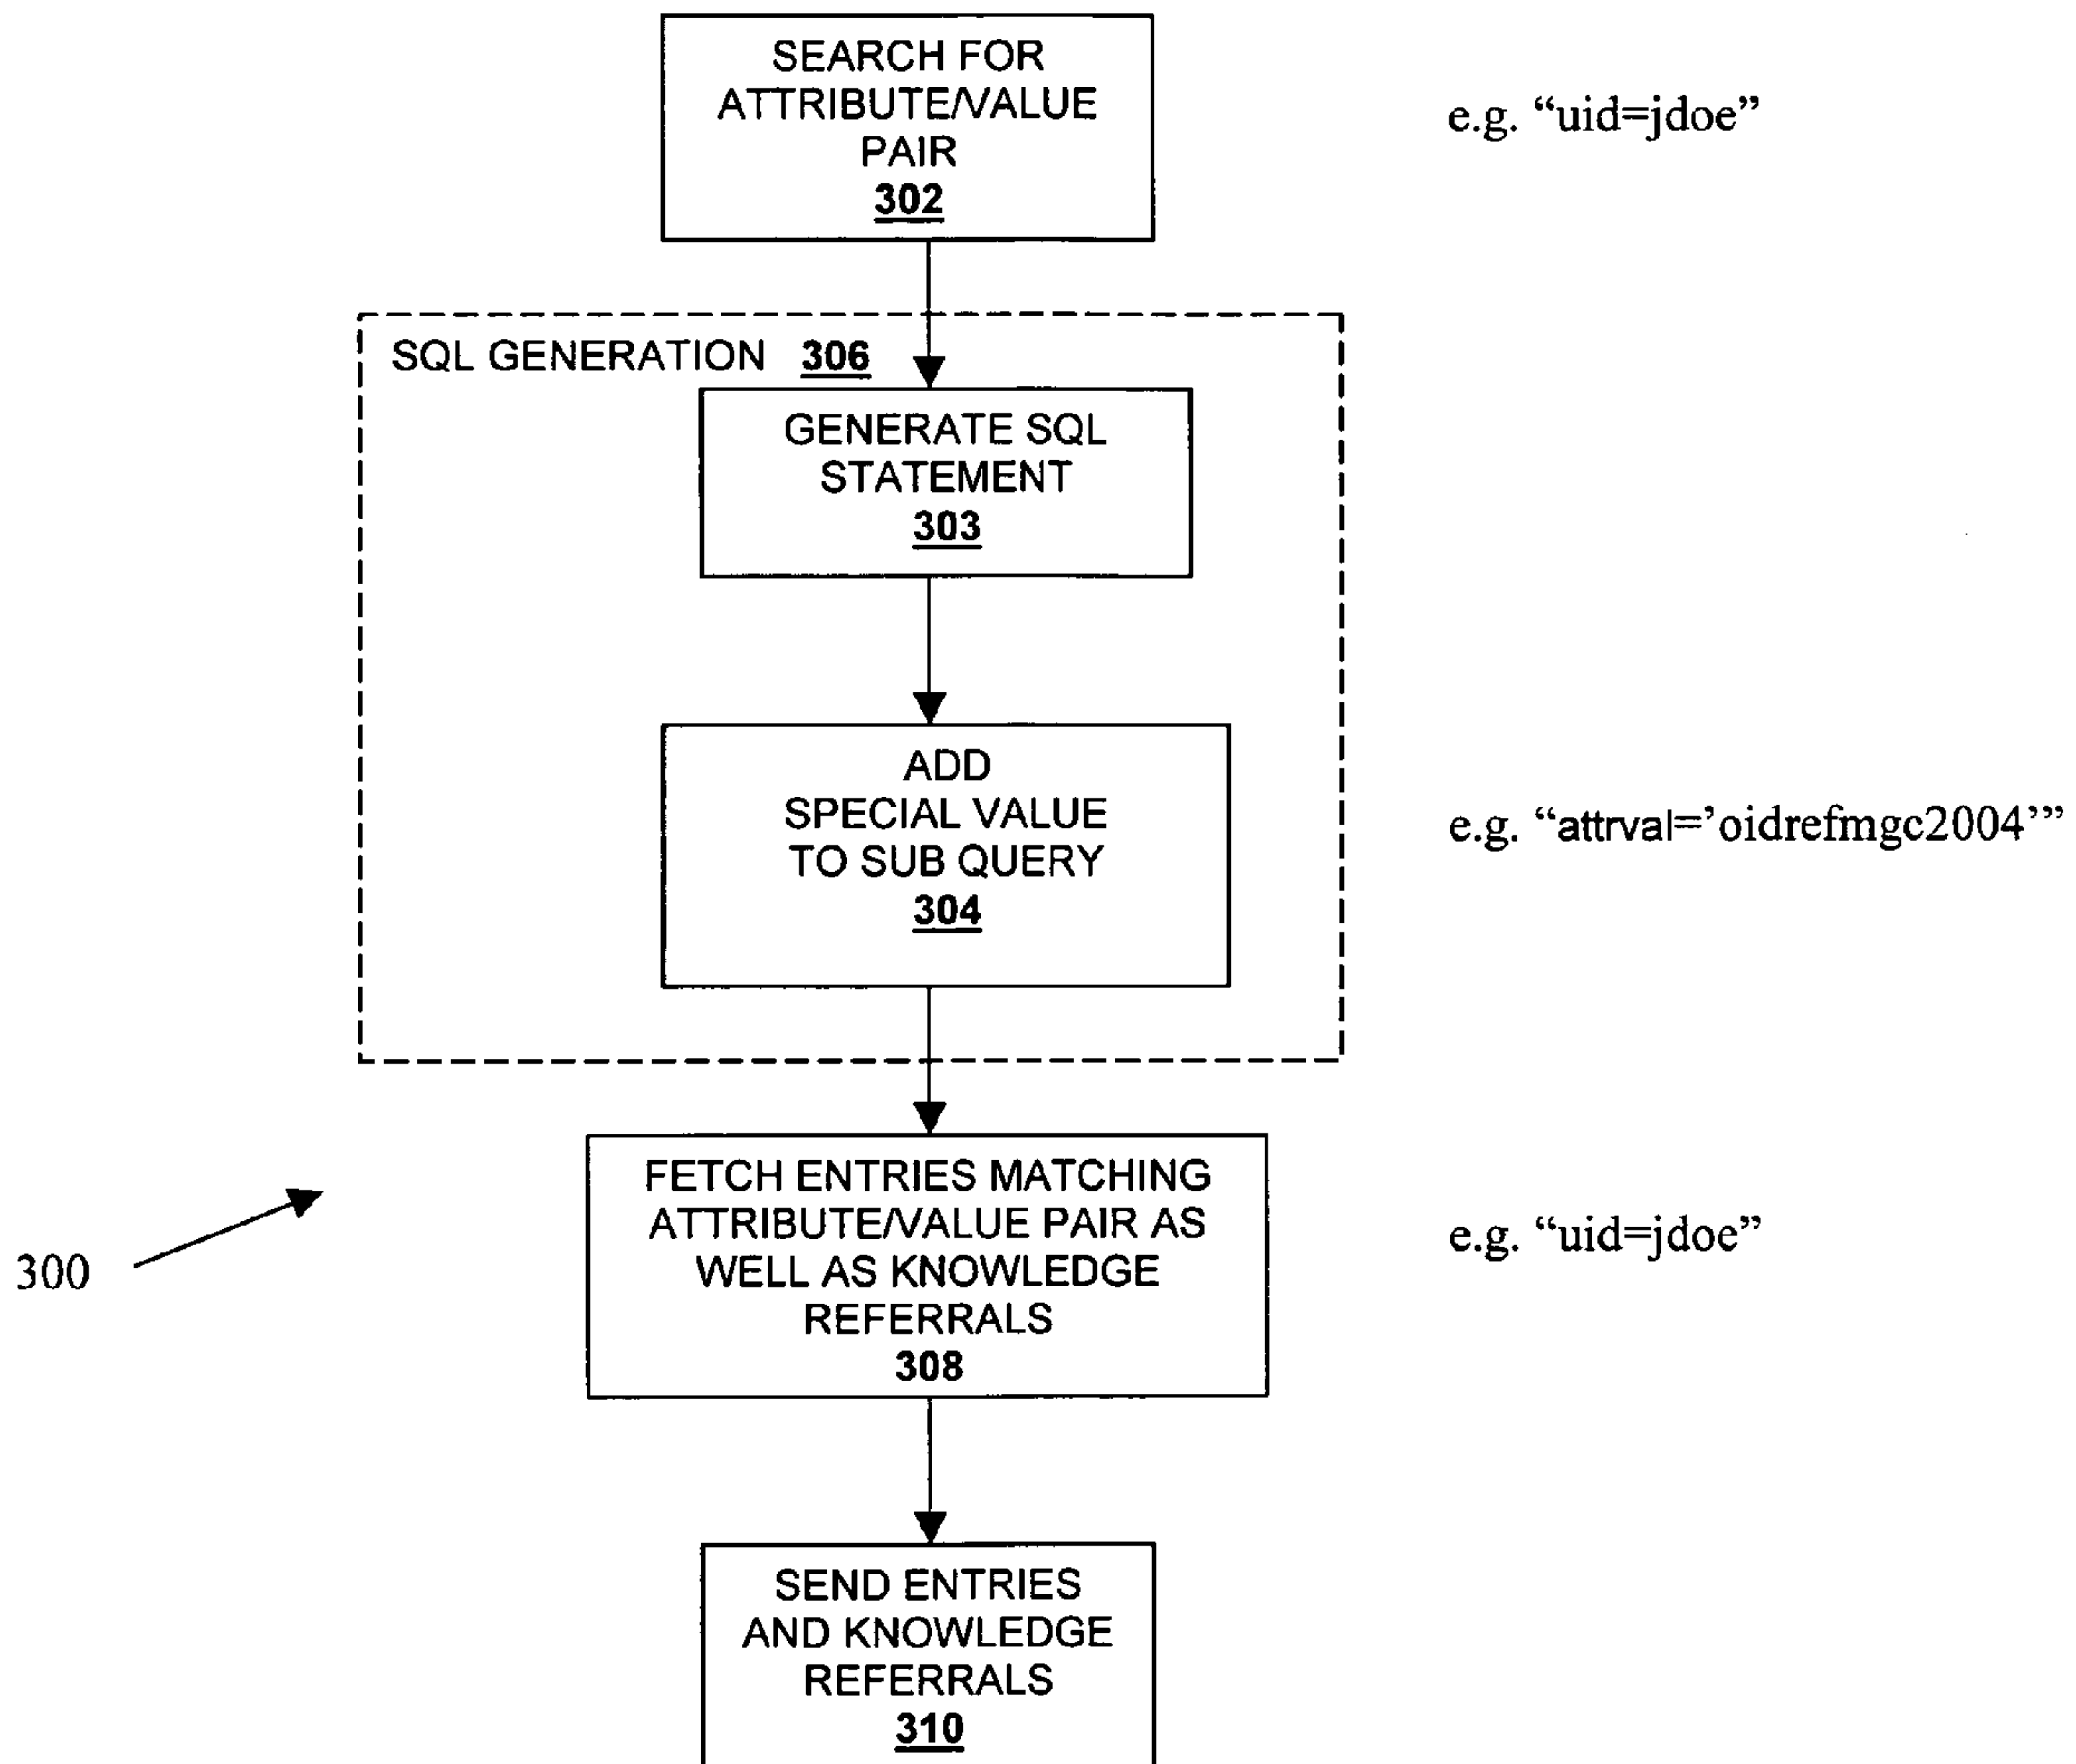 SEARCH FOR
ATTRIBUTE/VALUE
PAIR
302
e.g. “uid=jdoe”
SQL GENERATION 306
GENERATE SQL
STATEMENT
303
ADD
SPECIAL VALUE
TO SUB QUERY
304
e.g. “attrval=’oidrefmgc2004’”
FETCH ENTRIES MATCHING
ATTRIBUTE/VALUE PAIR AS
WELL AS KNOWLEDGE
REFERRALS
308
e.g. “uid=jdoe”
300
SEND ENTRIES
AND KNOWLEDGE
REFERRALS
310